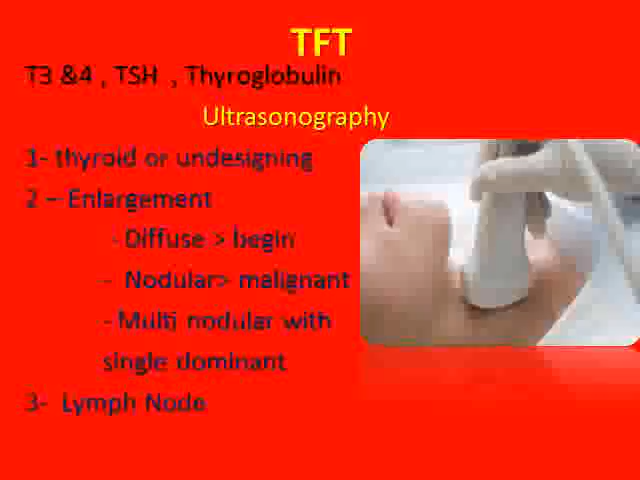 TFT
T3 &4 , TSH , Thyroglobulin
Ultrasonography
1- thyroid or undesigning
2 – Enlargement
- Diffuse > begin
- Nodular> malignant
- Multi nodular with
single dominant
3- Lymph Node